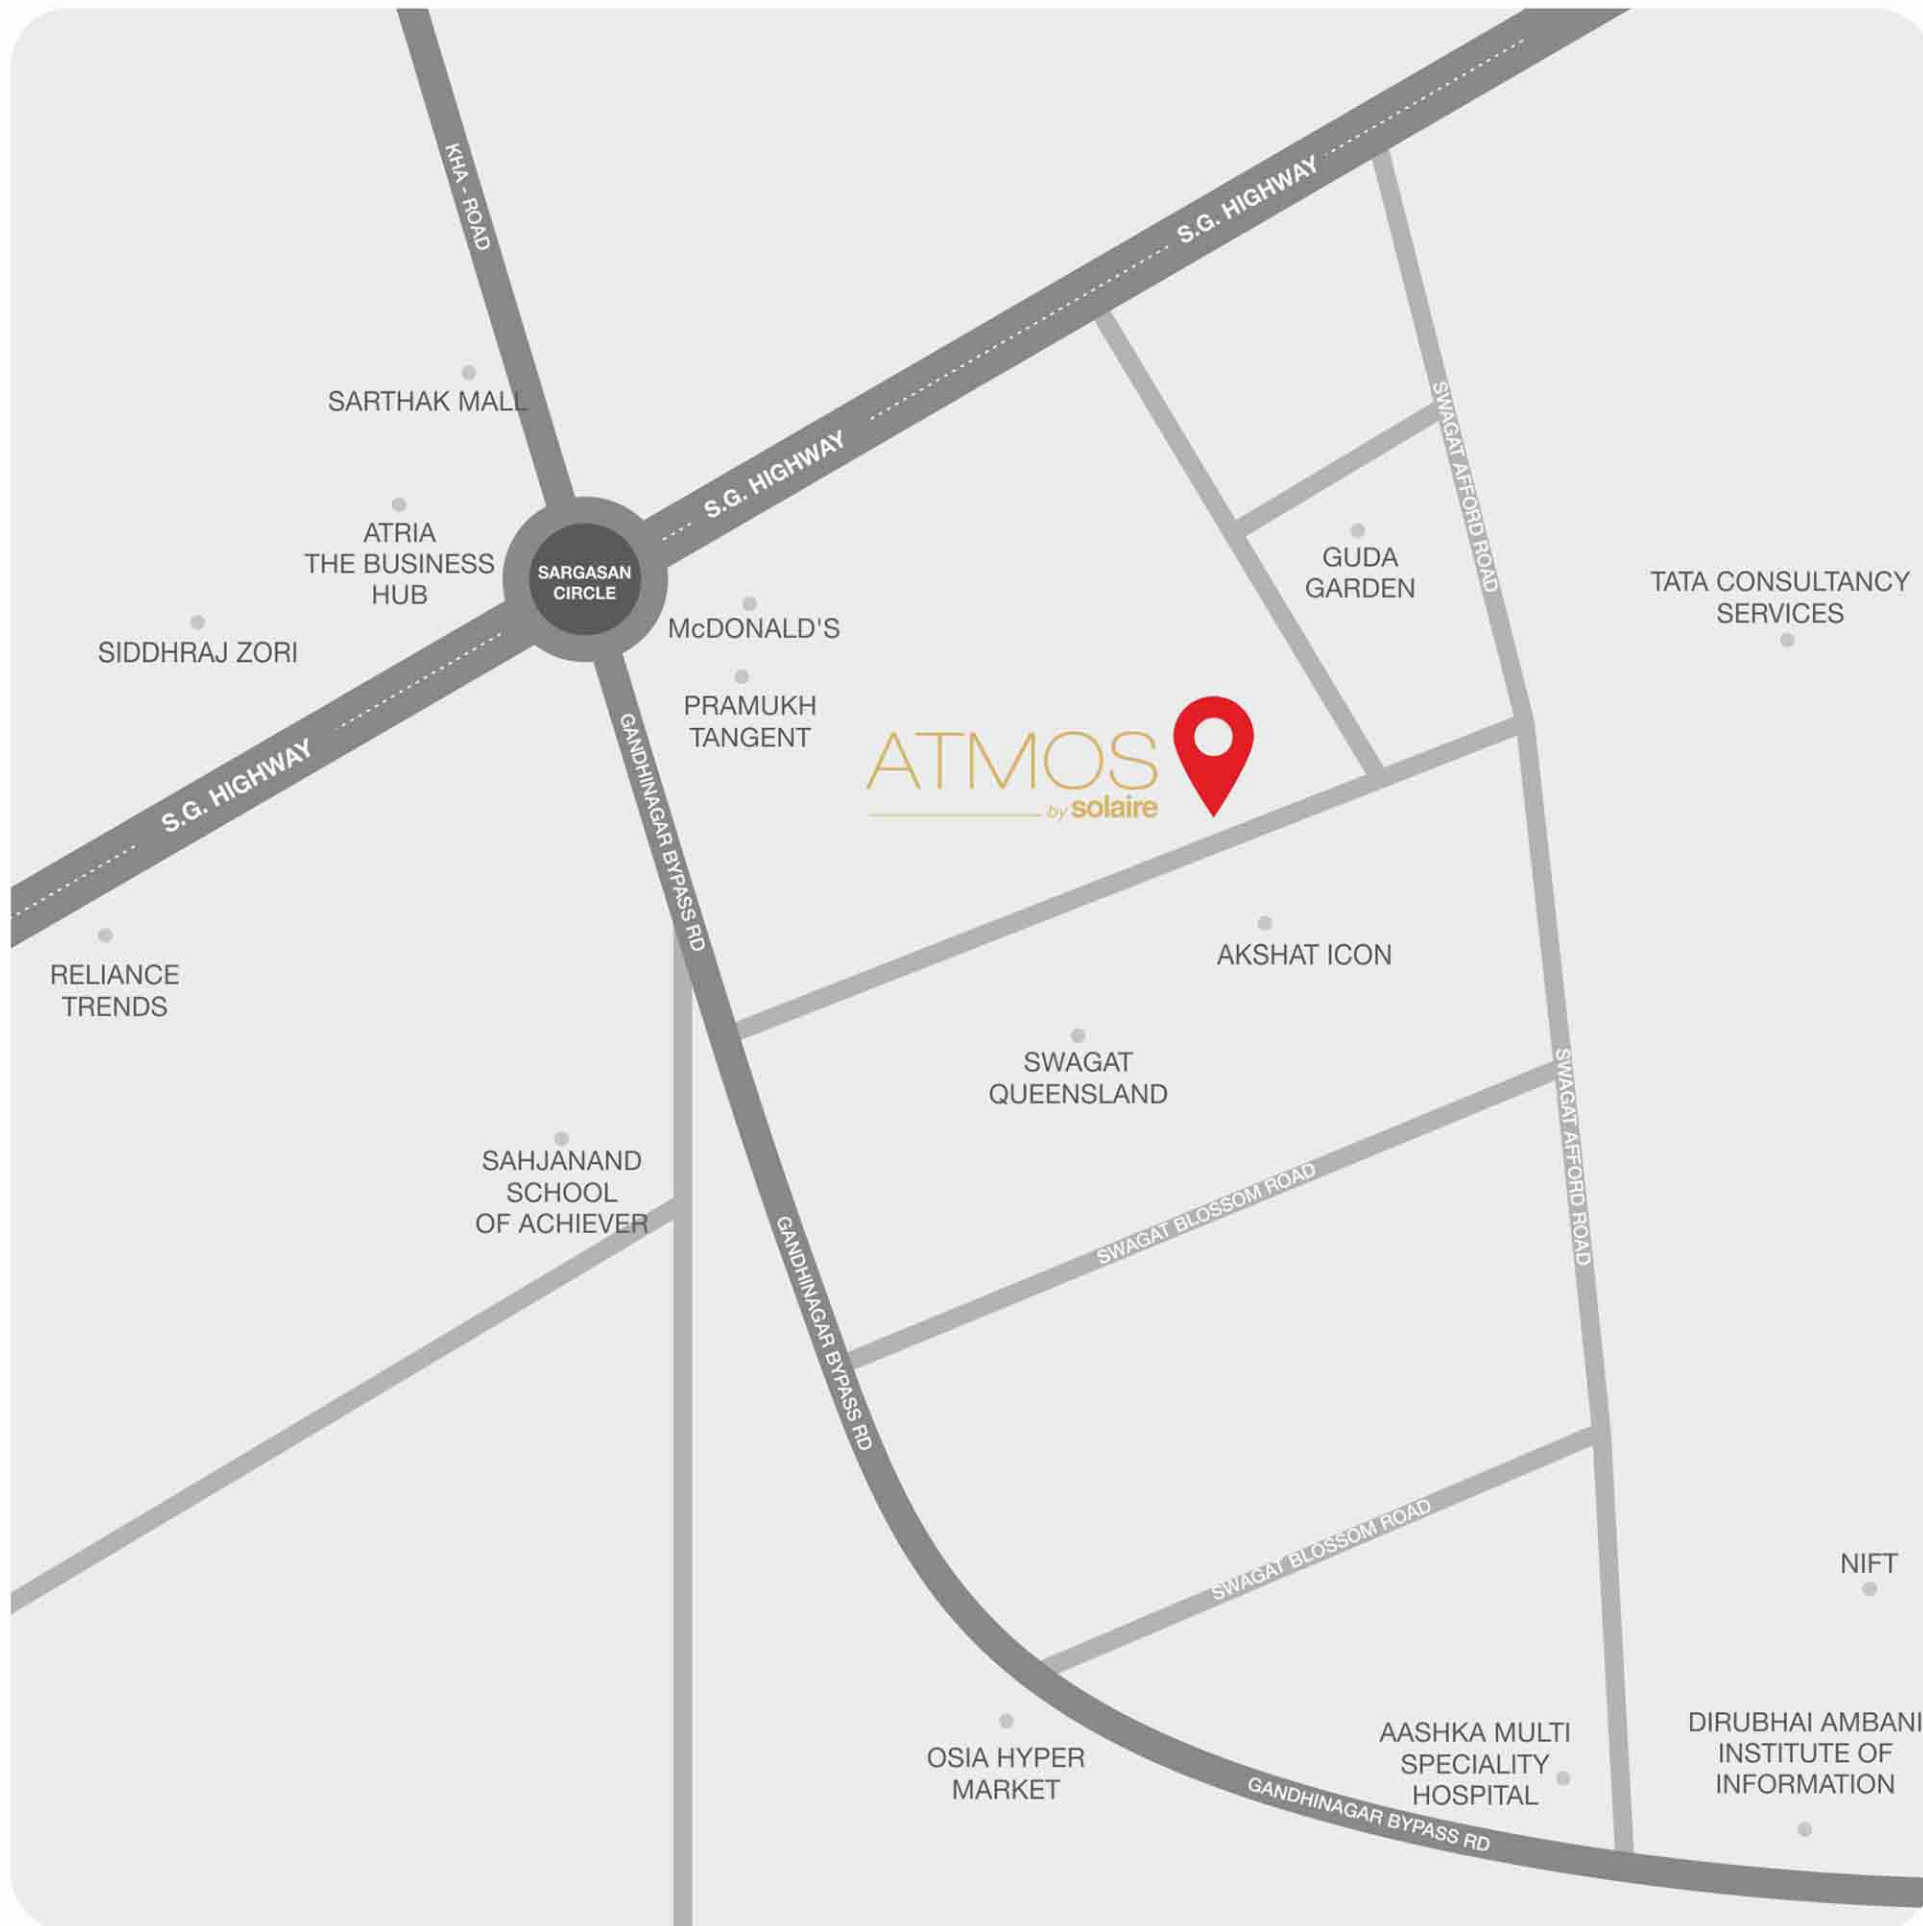 KHA - ROAD
S.G. HIGHWAY
SARTHAK MALL
S.G. HIGHWAY
SWAGAT AFFORD ROAD
ATRIA
THE BUSINESS
HUB
SARGASAN
CIRCLE
GUDA
GARDEN
TATA CONSULTANCY
SERVICES
McDONALD'S
SIDDHRAJ ZORI
PRAMUKH
TANGENT
ATMOS
by solaire
S.G. HIGHWAY
GANDHINAGAR BYPASS RD
AKSHAT ICON
RELIANCE
TRENDS
SWAGAT
QUEENSLAND
SWAGAT AFFORD ROAD
SAHJANAND
SCHOOL
OF ACHIEVER
SWAGAT BLOSSOM ROAD
GANDHINAGAR BYPASS RD
SWAGAT BLOSSOM ROAD
NIFT
OSIA HYPER
MARKET
AASHKA MULTI
SPECIALITY
HOSPITAL
DIRUBHAI AMBANI
INSTITUTE OF
INFORMATION
GANDHINAGAR BYPASS RD